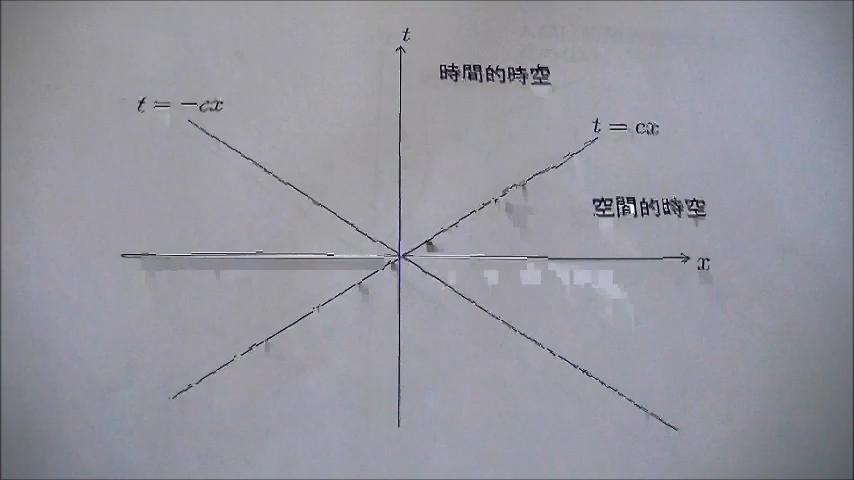 t
時間的時空
t = −cx
t = cx
空間的時空
x